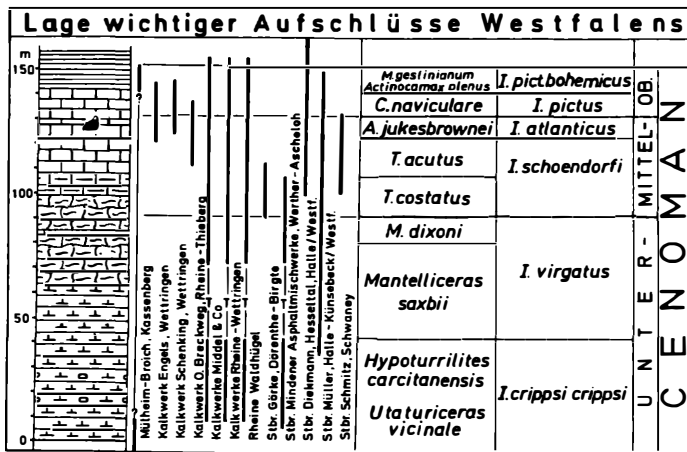 Lage wichtiger Aufschlüsse Westfalens
m
150
100
50
0
?
?
Mülheim-Broich, Kassenberg
Kalkwerk Engels, Wettringen
Kalkwerk Schenking, Wettringen
Kalkwerk O. Breckweg, Rheine-Thieberg
Kalkwerke Middel & Co
Kalkwerke Rheine-Wettringen
Rheine Waldhügel
Stbr. Görke, Dörenthe-Birgte
Stbr. Mindener Asphaltmischwerke, Werther-Ascheloh
Stbr. Diekmann, Hesseltal, Halle/Westf.
Stbr. Müller, Halle-Künsebeck/Westf.
Stbr. Schmitz, Schwaney
M. geslinianum
Actinocamax plenus
C. naviculare
A. jukesbrownei
T. acutus
T. costatus
M. dixoni
Mantelliceras
saxbii
Hypoturrilites
carcitanensis
Utaturiceras
vicinale
I. pict. bohemicus
I. pictus
I. atlanticus
I. schoendorfi
I. virgatus
I. crippsi crippsi
OB.
MITTEL-
UNTER-
CENOMAN